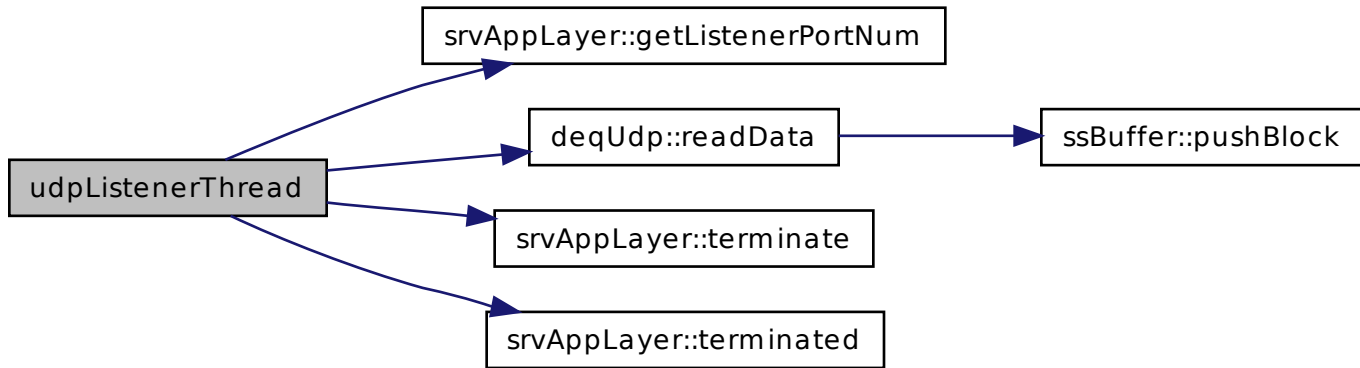 srvAppLayer::getListenerPortNum
deqUdp::readData
ssBuffer::pushBlock
udpListenerThread
srvAppLayer::terminate
srvAppLayer::terminated